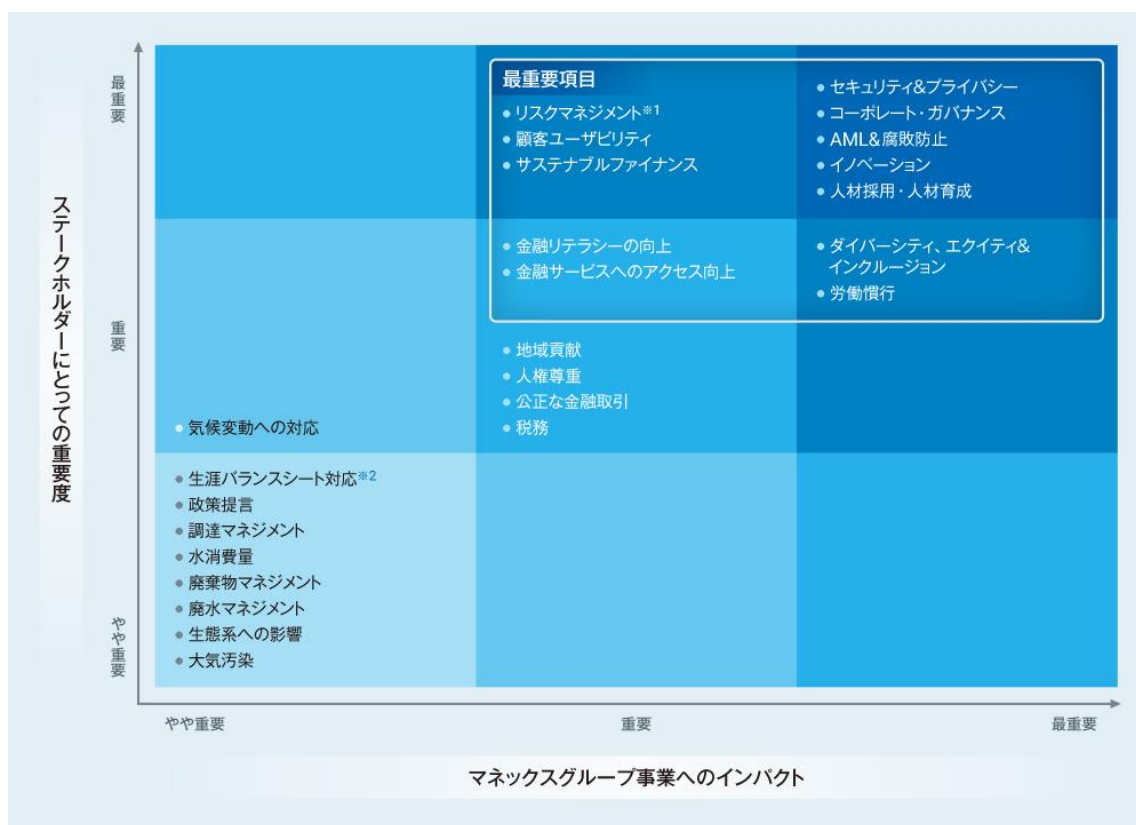 最重要
最重要項目
• リスクマネジメント※1
• 顧客ユーザビリティ
• サステナブルファイナンス
• セキュリティ&プライバシー
• コーポレート・ガバナンス
• AML&腐敗防止
• イノベーション
• 人材採用・人材育成
• 金融リテラシーの向上
• 金融サービスへのアクセス向上
• ダイバーシティ、エクイティ&
インクルージョン
• 労働慣行
ステークホルダーにとっての重要度
重要
• 地域貢献
• 人権尊重
• 公正な金融取引
• 税務
• 気候変動への対応
• 生涯バランスシート対応※2
• 政策提言
• 調達マネジメント
• 水消費量
• 廃棄物マネジメント
• 廃水マネジメント
• 生態系への影響
• 大気汚染
やや重要
やや重要
重要
最重要
マネックスグループ事業へのインパクト